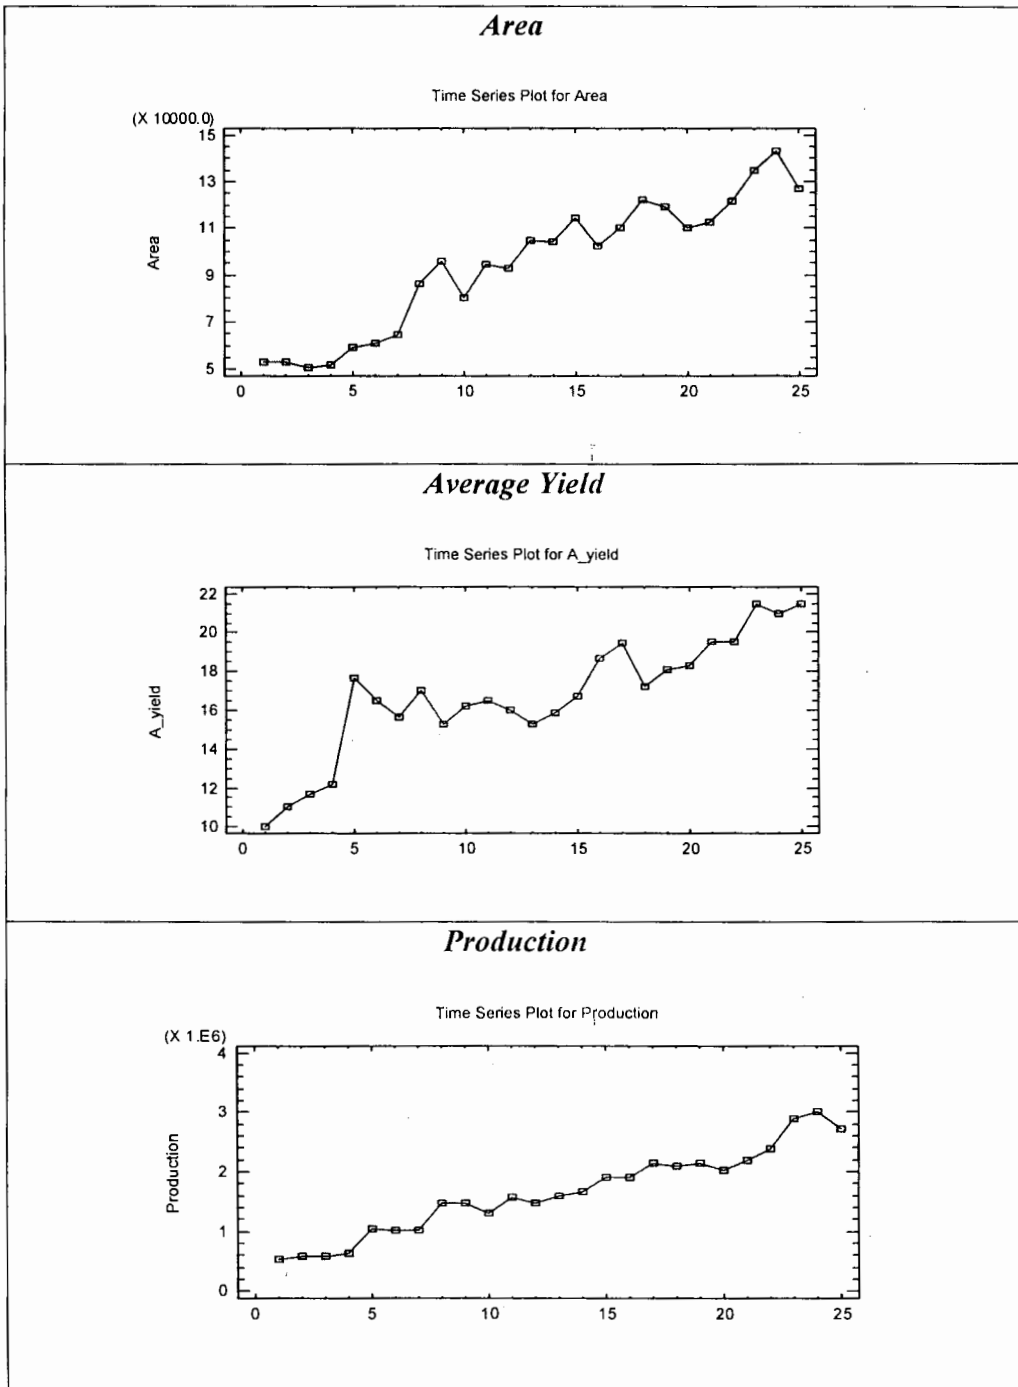 Area
Time Series Plot for Area
(X 10000.0)
15
13
11
9
7
5
Area
0 5 10 15 20 25
Average Yield
Time Series Plot for A_yield
22
20
18
16
14
12
10
A_yield
0 5 10 15 20 25
Production
Time Series Plot for Production
(X 1.E6)
4
3
2
1
0
Production
0 5 10 15 20 25